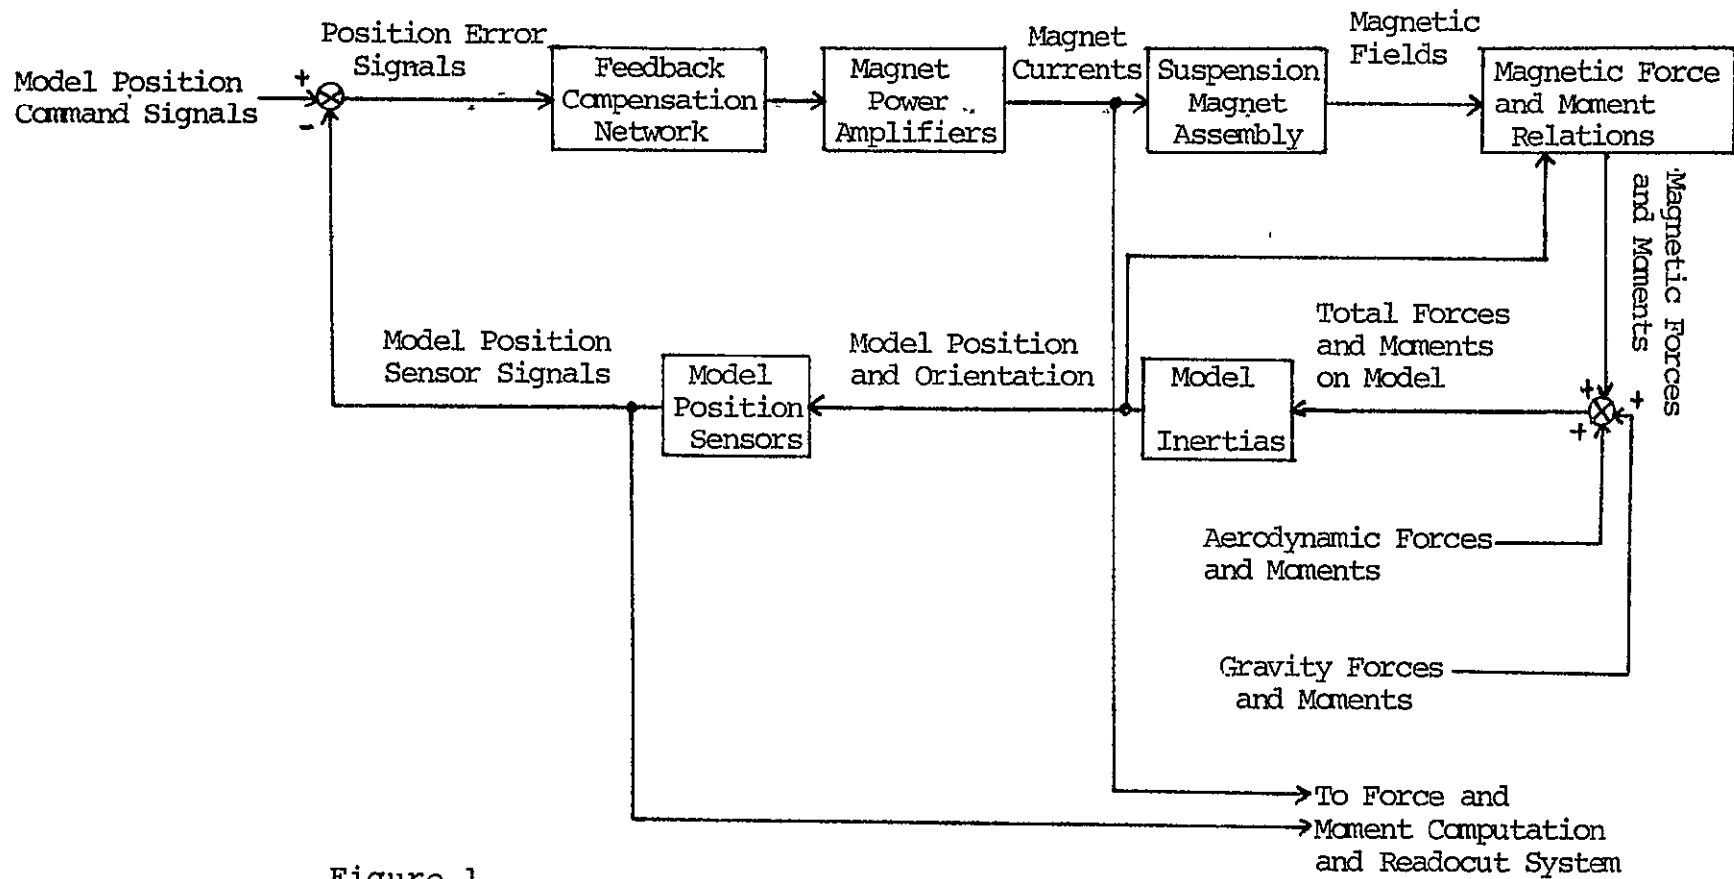 Position Error
Signals
Model Position
Command Signals
+
-
Feedback
Compensation
Network
Magnet
Power
Amplifiers
Magnet
Currents
Suspension
Magnet
Assembly
Magnetic
Fields
Magnetic Force
and Moment
Relations
Magnetic Forces
and Moments
Model Position
Sensor Signals
Model
Position
Sensors
Model Position
and Orientation
Model
Inertias
Total Forces
and Moments
on Model
+
+
+
Aerodynamic Forces
and Moments
Gravity Forces
and Moments
To Force and
Moment Computation
and Readocut System
Figure 1